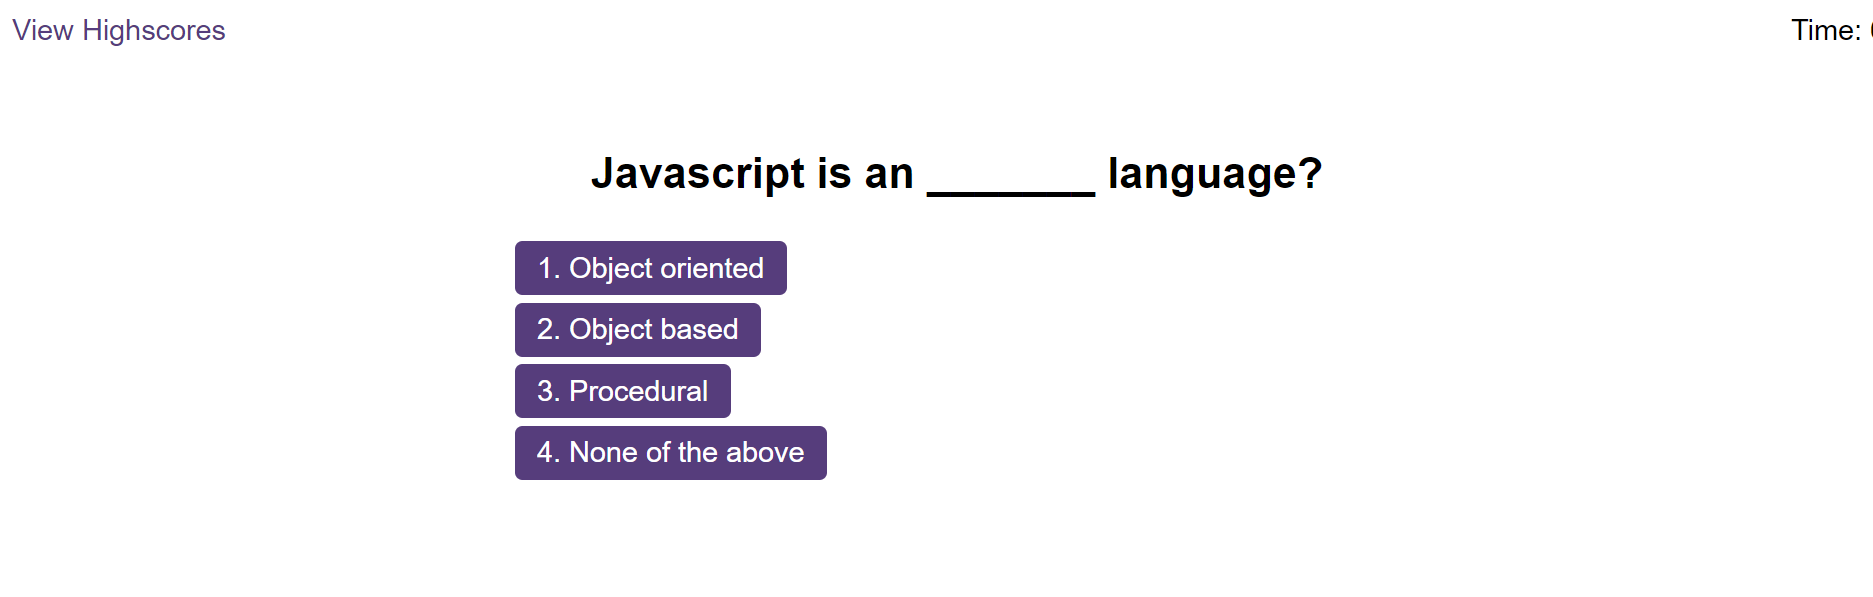 View Highscores
Time:
Javascript is an _______ language?
1. Object oriented
2. Object based
3. Procedural
4. None of the above